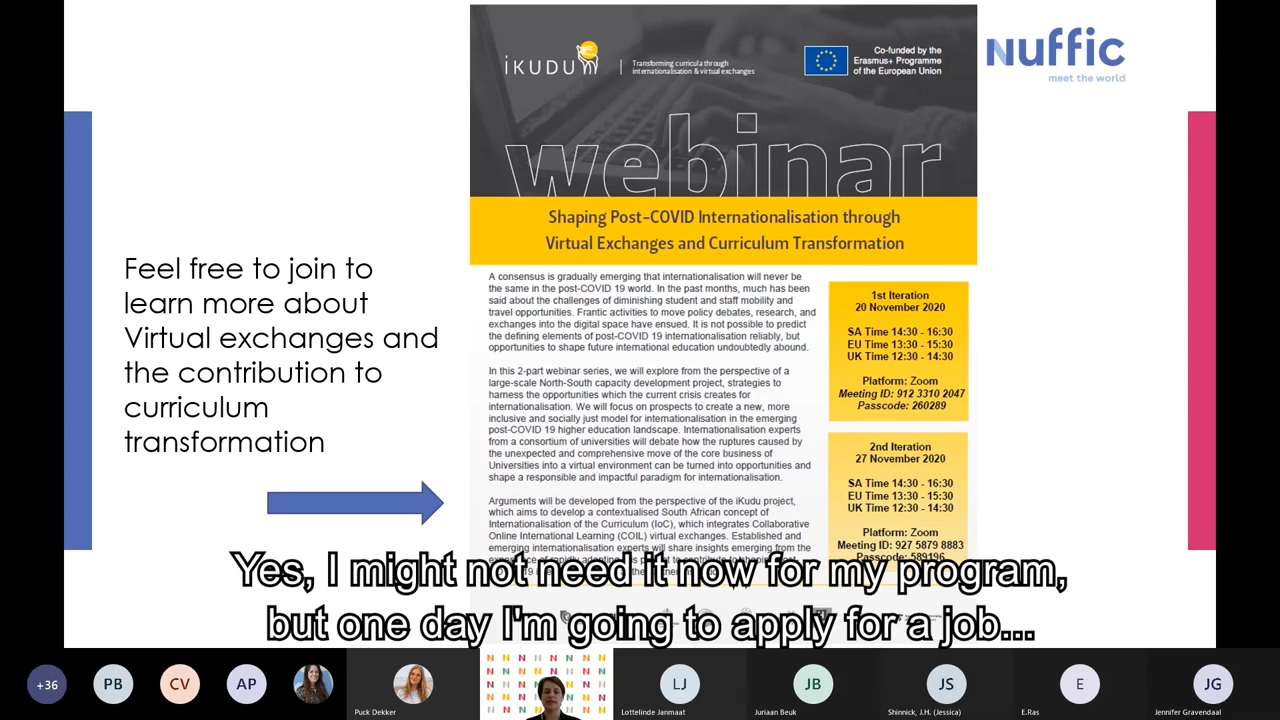 iKUDU
Transforming curricula through
internationalisation & virtual exchanges
Co-funded by the
Erasmus+ Programme
of the European Union
Nuffic
meet the world
webinar
Shaping Post-COVID Internationalisation through
Virtual Exchanges and Curriculum Transformation
Feel free to join to
learn more about
Virtual exchanges and
the contribution to
curriculum
transformation
A consensus is gradually emerging that internationalisation will never be
the same in the post-COVID 19 world. In the past months, much has been
said about the challenges of diminishing student and staff mobility and
travel opportunities. Frantic activities to move policy debates, research, and
exchanges into the digital space have ensued. It is not possible to predict
the defining elements of post-COVID 19 internationalisation reliably, but
opportunities to shape future international education undoubtedly abound.
In this 2-part webinar series, we will explore from the perspective of a
large-scale North-South capacity development project, strategies to
harness the opportunities which the current crisis creates for
internationalisation. We will focus on prospects to create a new, more
inclusive and socially just model for internationalisation in the emerging
post-COVID 19 higher education landscape. Internationalisation experts
from a consortium of universities will debate how the ruptures caused by
the unexpected and comprehensive move of the core business of
Universities into a virtual environment can be turned into opportunities and
shape a responsible and impactful paradigm for internationalisation.
Arguments will be developed from the perspective of the iKudu project,
which aims to develop a contextualised South African concept of
Internationalisation of the Curriculum (IoC), which integrates Collaborative
Online International Learning (COIL) virtual exchanges. Established and
emerging internationalisation experts will share insights emerging from the
1st Iteration
20 November 2020
SA Time 14:30 - 16:30
EU Time 13:30 - 15:30
UK Time 12:30 - 14:30
Platform: Zoom
Meeting ID: 912 3310 2047
Passcode: 260289
2nd Iteration
27 November 2020
SA Time 14:30 - 16:30
EU Time 13:30 - 15:30
UK Time 12:30 - 14:30
Platform: Zoom
Meeting ID: 927 5879 8883
Passcode: 589196
Yes, I might not need it now for my program,
but one day I'm going to apply for a job...
+36
PB
CV
AP
LJ
JB
JS
E
JG
Puck Dekker
Lottelinde Janmaat
Juriaan Beuk
Shinnick, J.H. (Jessica)
E.Ras
Jennifer Gravendaal